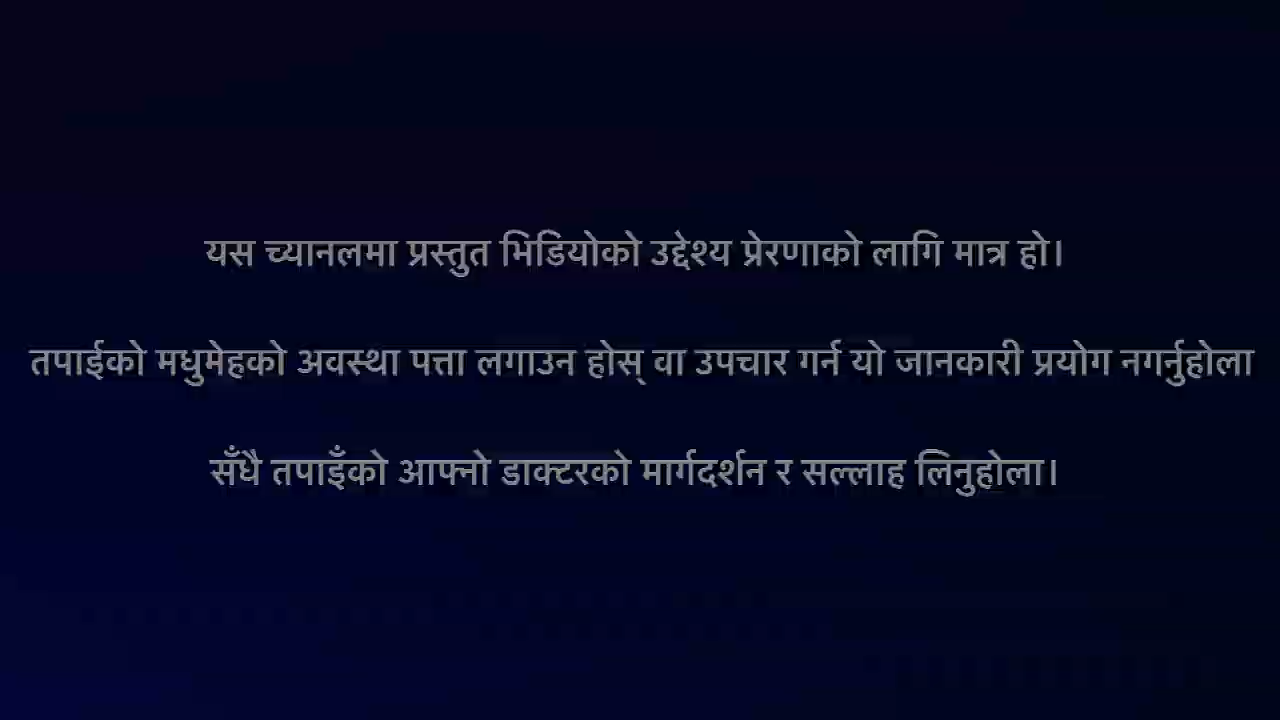 यस च्यानलमा प्रस्तुत भिडियोको उद्देश्य प्रेरणाको लागि मात्र हो।
तपाईको मधुमेहको अवस्था पत्ता लगाउन होस् वा उपचार गर्न यो जानकारी प्रयोग नगर्नुहोला
सँधै तपाइँको आफ्नो डाक्टरको मार्गदर्शन र सल्लाह लिनुहोला।